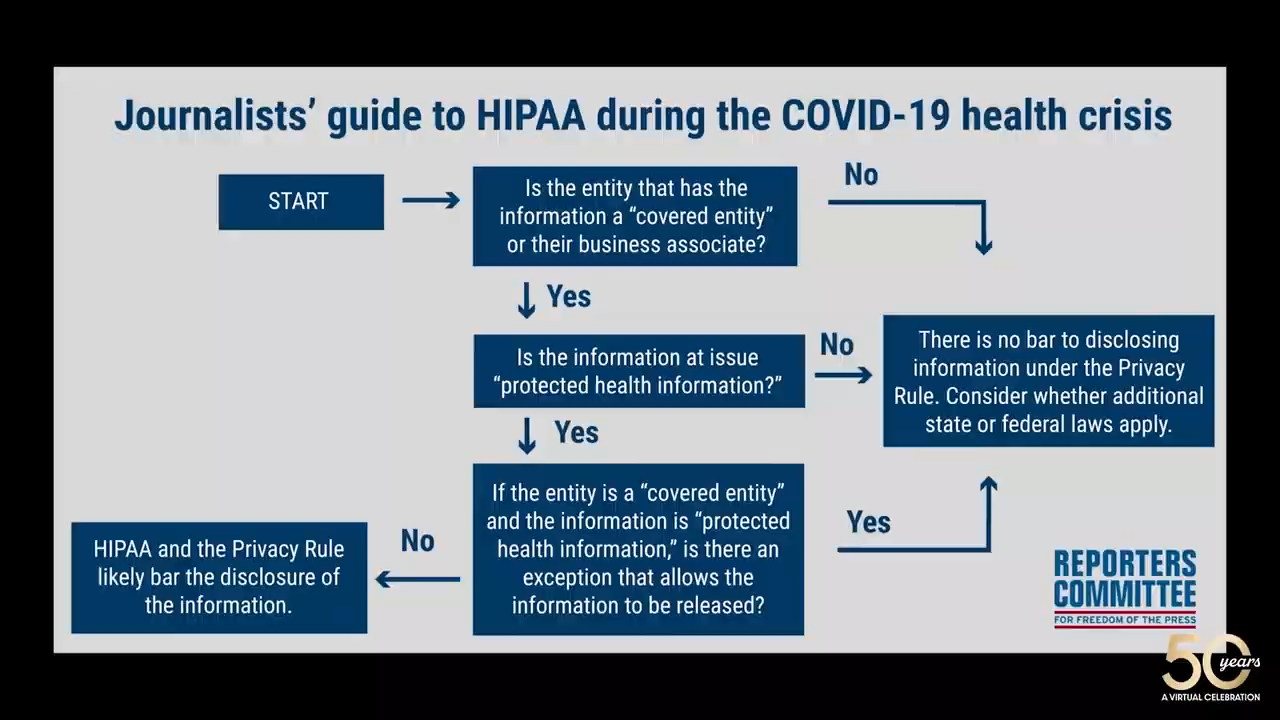 Journalists’ guide to HIPAA during the COVID-19 health crisis
START
Is the entity that has the
information a “covered entity”
or their business associate?
No
Yes
Is the information at issue
“protected health information?”
No
There is no bar to disclosing
information under the Privacy
Rule. Consider whether additional
state or federal laws apply.
Yes
If the entity is a “covered entity”
and the information is “protected
health information,” is there an
exception that allows the
information to be released?
Yes
No
HIPAA and the Privacy Rule
likely bar the disclosure of
the information.
REPORTERS
COMMITTEE
FOR FREEDOM OF THE PRESS
50 years
A VIRTUAL CELEBRATION